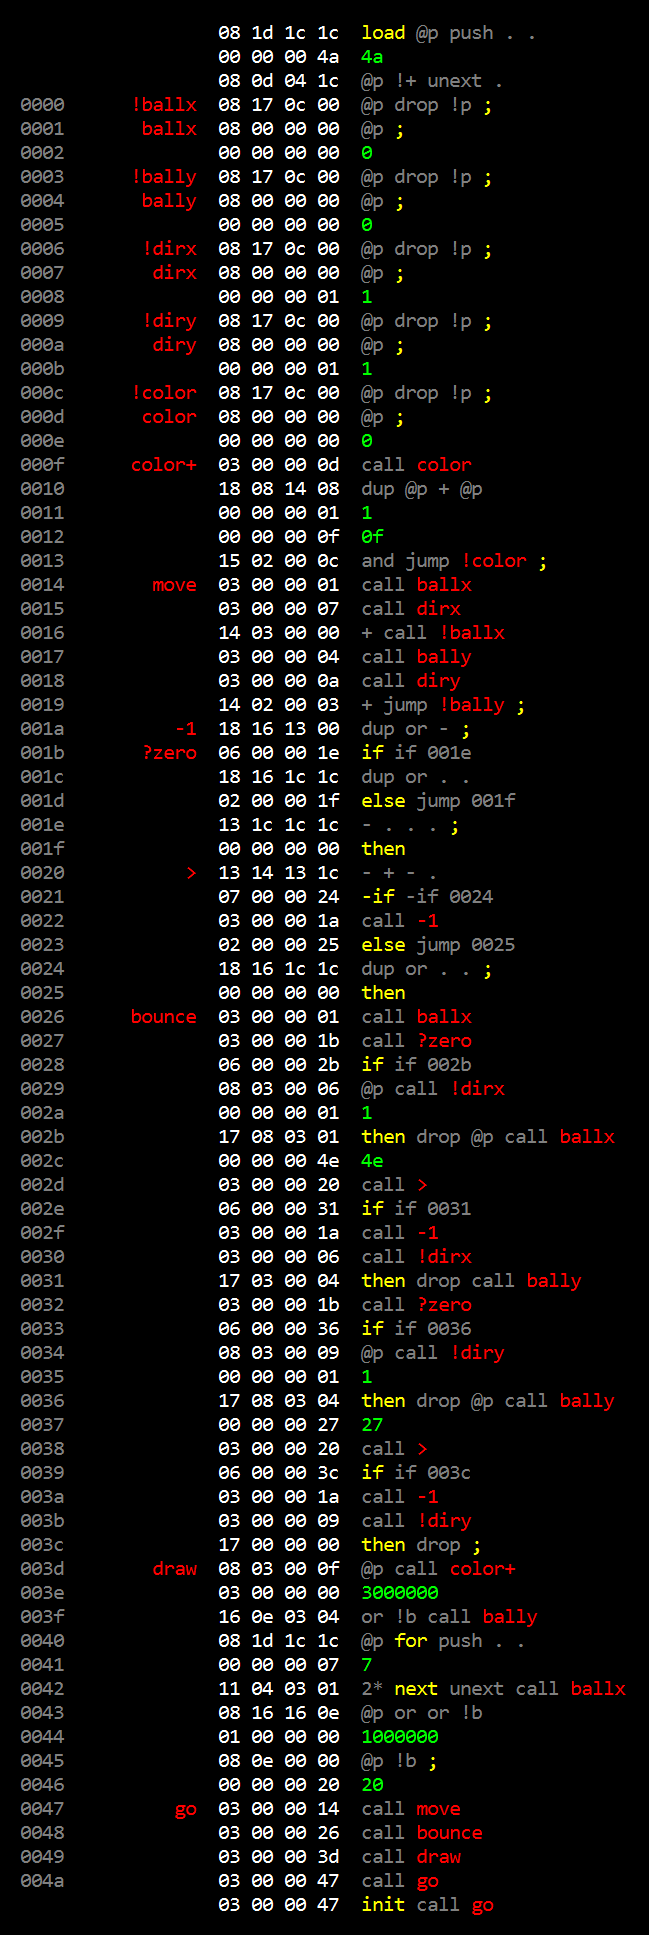 08 1d 1c 1c load @p push . .
00 00 00 4a 4a
08 0d 04 1c @p !+ unext .
0000 !ballx 08 17 0c 00 @p drop !p ;
0001 ballx 08 00 00 00 @p ;
0002 00 00 00 00 0
0003 !bally 08 17 0c 00 @p drop !p ;
0004 bally 08 00 00 00 @p ;
0005 00 00 00 00 0
0006 !dirx 08 17 0c 00 @p drop !p ;
0007 dirx 08 00 00 00 @p ;
0008 00 00 00 01 1
0009 !diry 08 17 0c 00 @p drop !p ;
000a diry 08 00 00 00 @p ;
000b 00 00 00 01 1
000c !color 08 17 0c 00 @p drop !p ;
000d color 08 00 00 00 @p ;
000e 00 00 00 00 0
000f color+ 03 00 00 0d call color
0010 18 08 14 08 dup @p + @p
0011 00 00 00 01 1
0012 00 00 00 0f 0f
0013 15 02 00 0c and jump !color ;
0014 move 03 00 00 01 call ballx
0015 03 00 00 07 call dirx
0016 14 03 00 00 + call !ballx
0017 03 00 00 04 call bally
0018 03 00 00 0a call diry
0019 14 02 00 03 + jump !bally ;
001a -1 18 16 13 00 dup or - ;
001b ?zero 06 00 00 1e if if 001e
001c 18 16 1c 1c dup or . .
001d 02 00 00 1f else jump 001f
001e 13 1c 1c 1c - . . . ;
001f 00 00 00 00 then
0020 > 13 14 13 1c - + - .
0021 07 00 00 24 -if -if 0024
0022 03 00 00 1a call -1
0023 02 00 00 25 else jump 0025
0024 18 16 1c 1c dup or . . ;
0025 00 00 00 00 then
0026 bounce 03 00 00 01 call ballx
0027 03 00 00 1b call ?zero
0028 06 00 00 2b if if 002b
0029 08 03 00 06 @p call !dirx
002a 00 00 00 01 1
002b 17 08 03 01 then drop @p call ballx
002c 00 00 00 4e 4e
002d 03 00 00 20 call >
002e 06 00 00 31 if if 0031
002f 03 00 00 1a call -1
0030 03 00 00 06 call !dirx
0031 17 03 00 04 then drop call bally
0032 03 00 00 1b call ?zero
0033 06 00 00 36 if if 0036
0034 08 03 00 09 @p call !diry
0035 00 00 00 01 1
0036 17 08 03 04 then drop @p call bally
0037 00 00 00 27 27
0038 03 00 00 20 call >
0039 06 00 00 3c if if 003c
003a 03 00 00 1a call -1
003b 03 00 00 09 call !diry
003c 17 00 00 00 then drop ;
003d draw 08 03 00 0f @p call color+
003e 03 00 00 00 3000000
003f 16 0e 03 04 or !b call bally
0040 08 1d 1c 1c @p for push . .
0041 00 00 00 07 7
0042 11 04 03 01 2* next unext call ballx
0043 08 16 16 0e @p or or !b
0044 01 00 00 00 1000000
0045 08 0e 00 00 @p !b ;
0046 00 00 00 20 20
0047 go 03 00 00 14 call move
0048 03 00 00 26 call bounce
0049 03 00 00 3d call draw
004a 03 00 00 47 call go
03 00 00 47 init call go